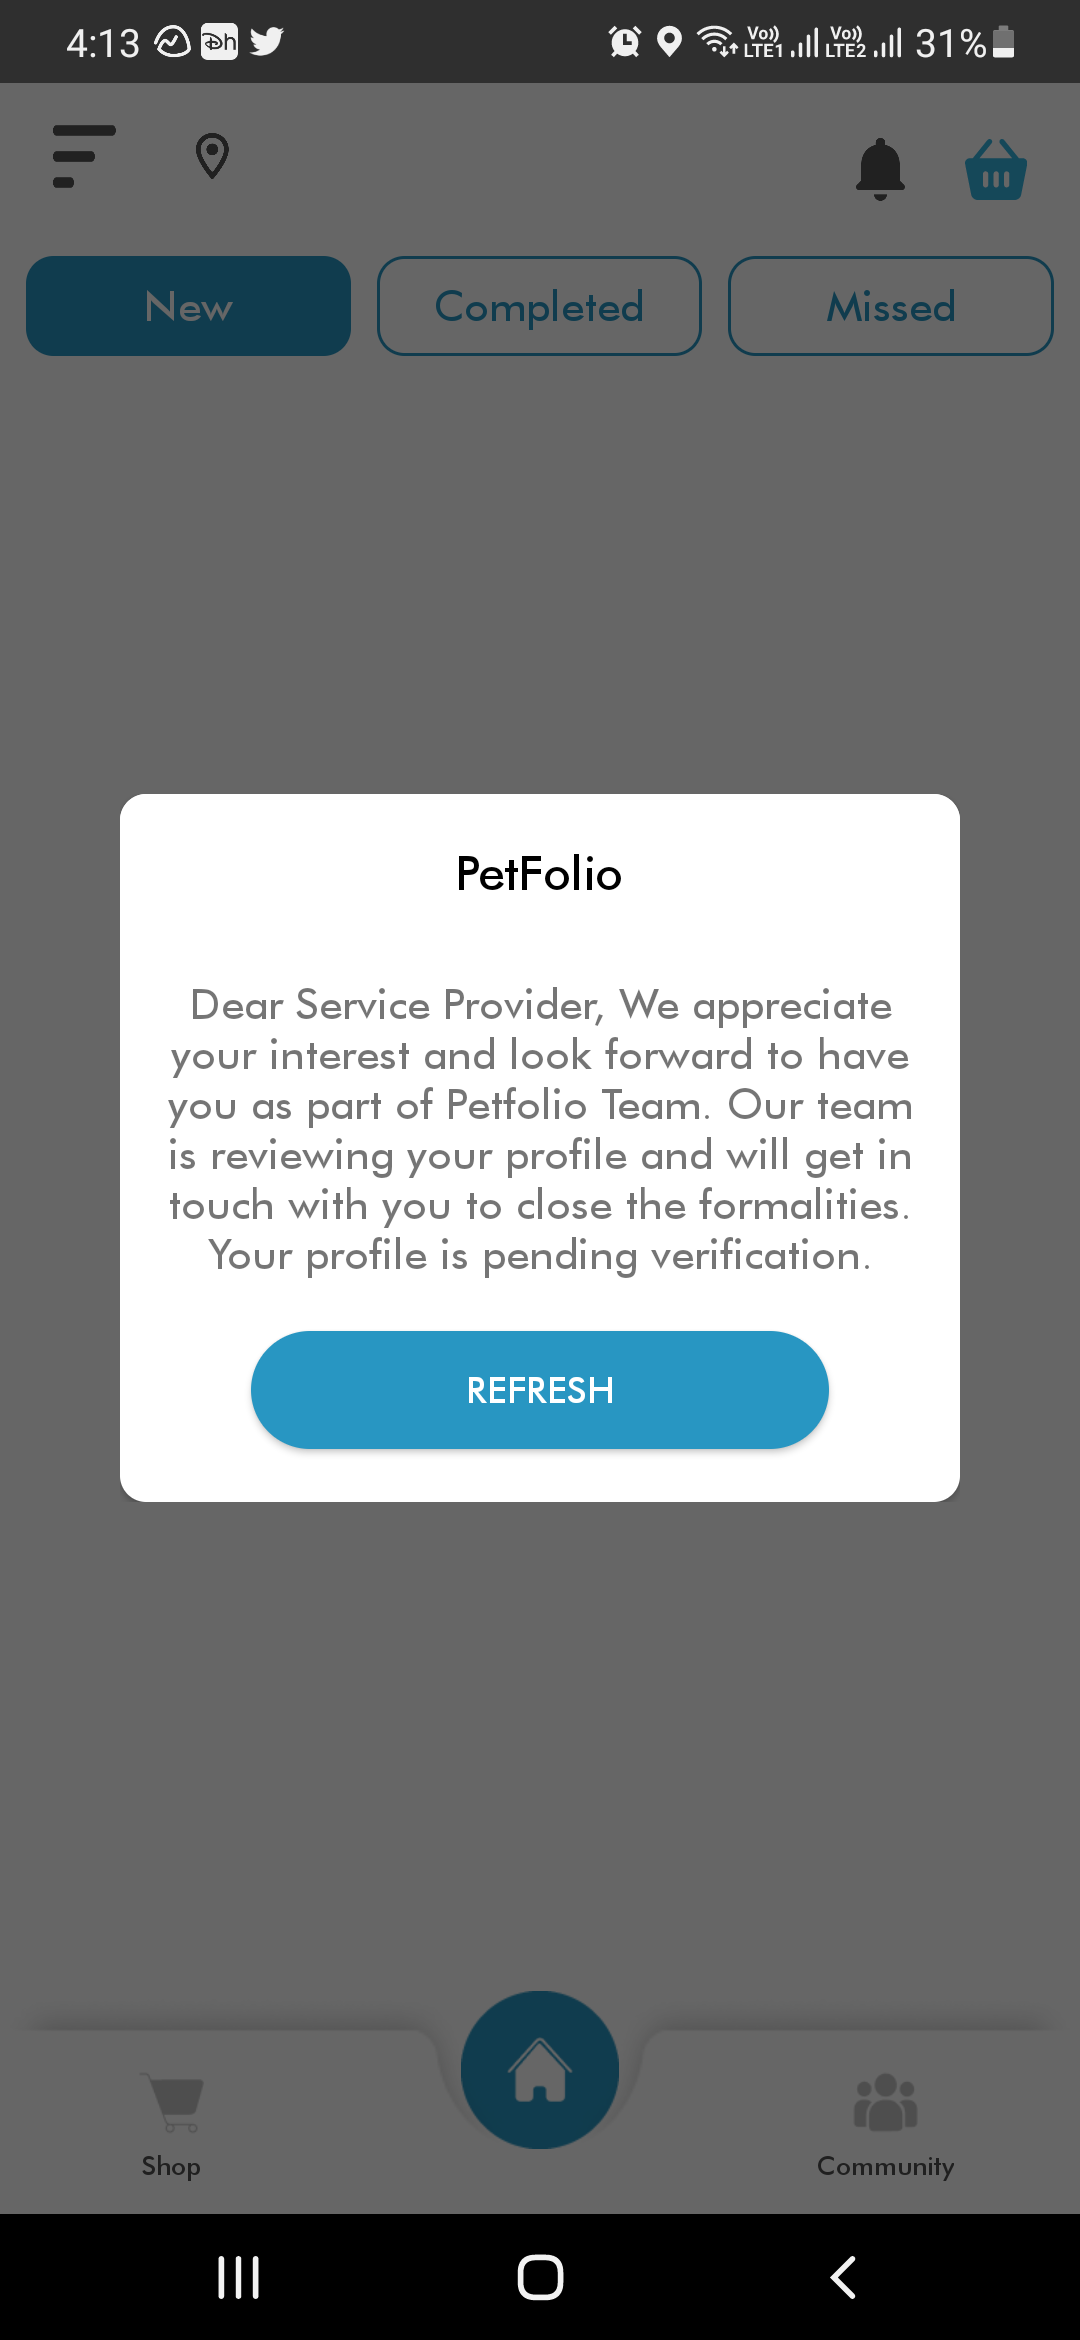 4:13 Dh Vo)) LTE1 Vo)) LTE2 31%
New Completed Missed
PetFolio
Dear Service Provider, We appreciate
your interest and look forward to have
you as part of Petfolio Team. Our team
is reviewing your profile and will get in
touch with you to close the formalities.
Your profile is pending verification.
REFRESH
Shop Community